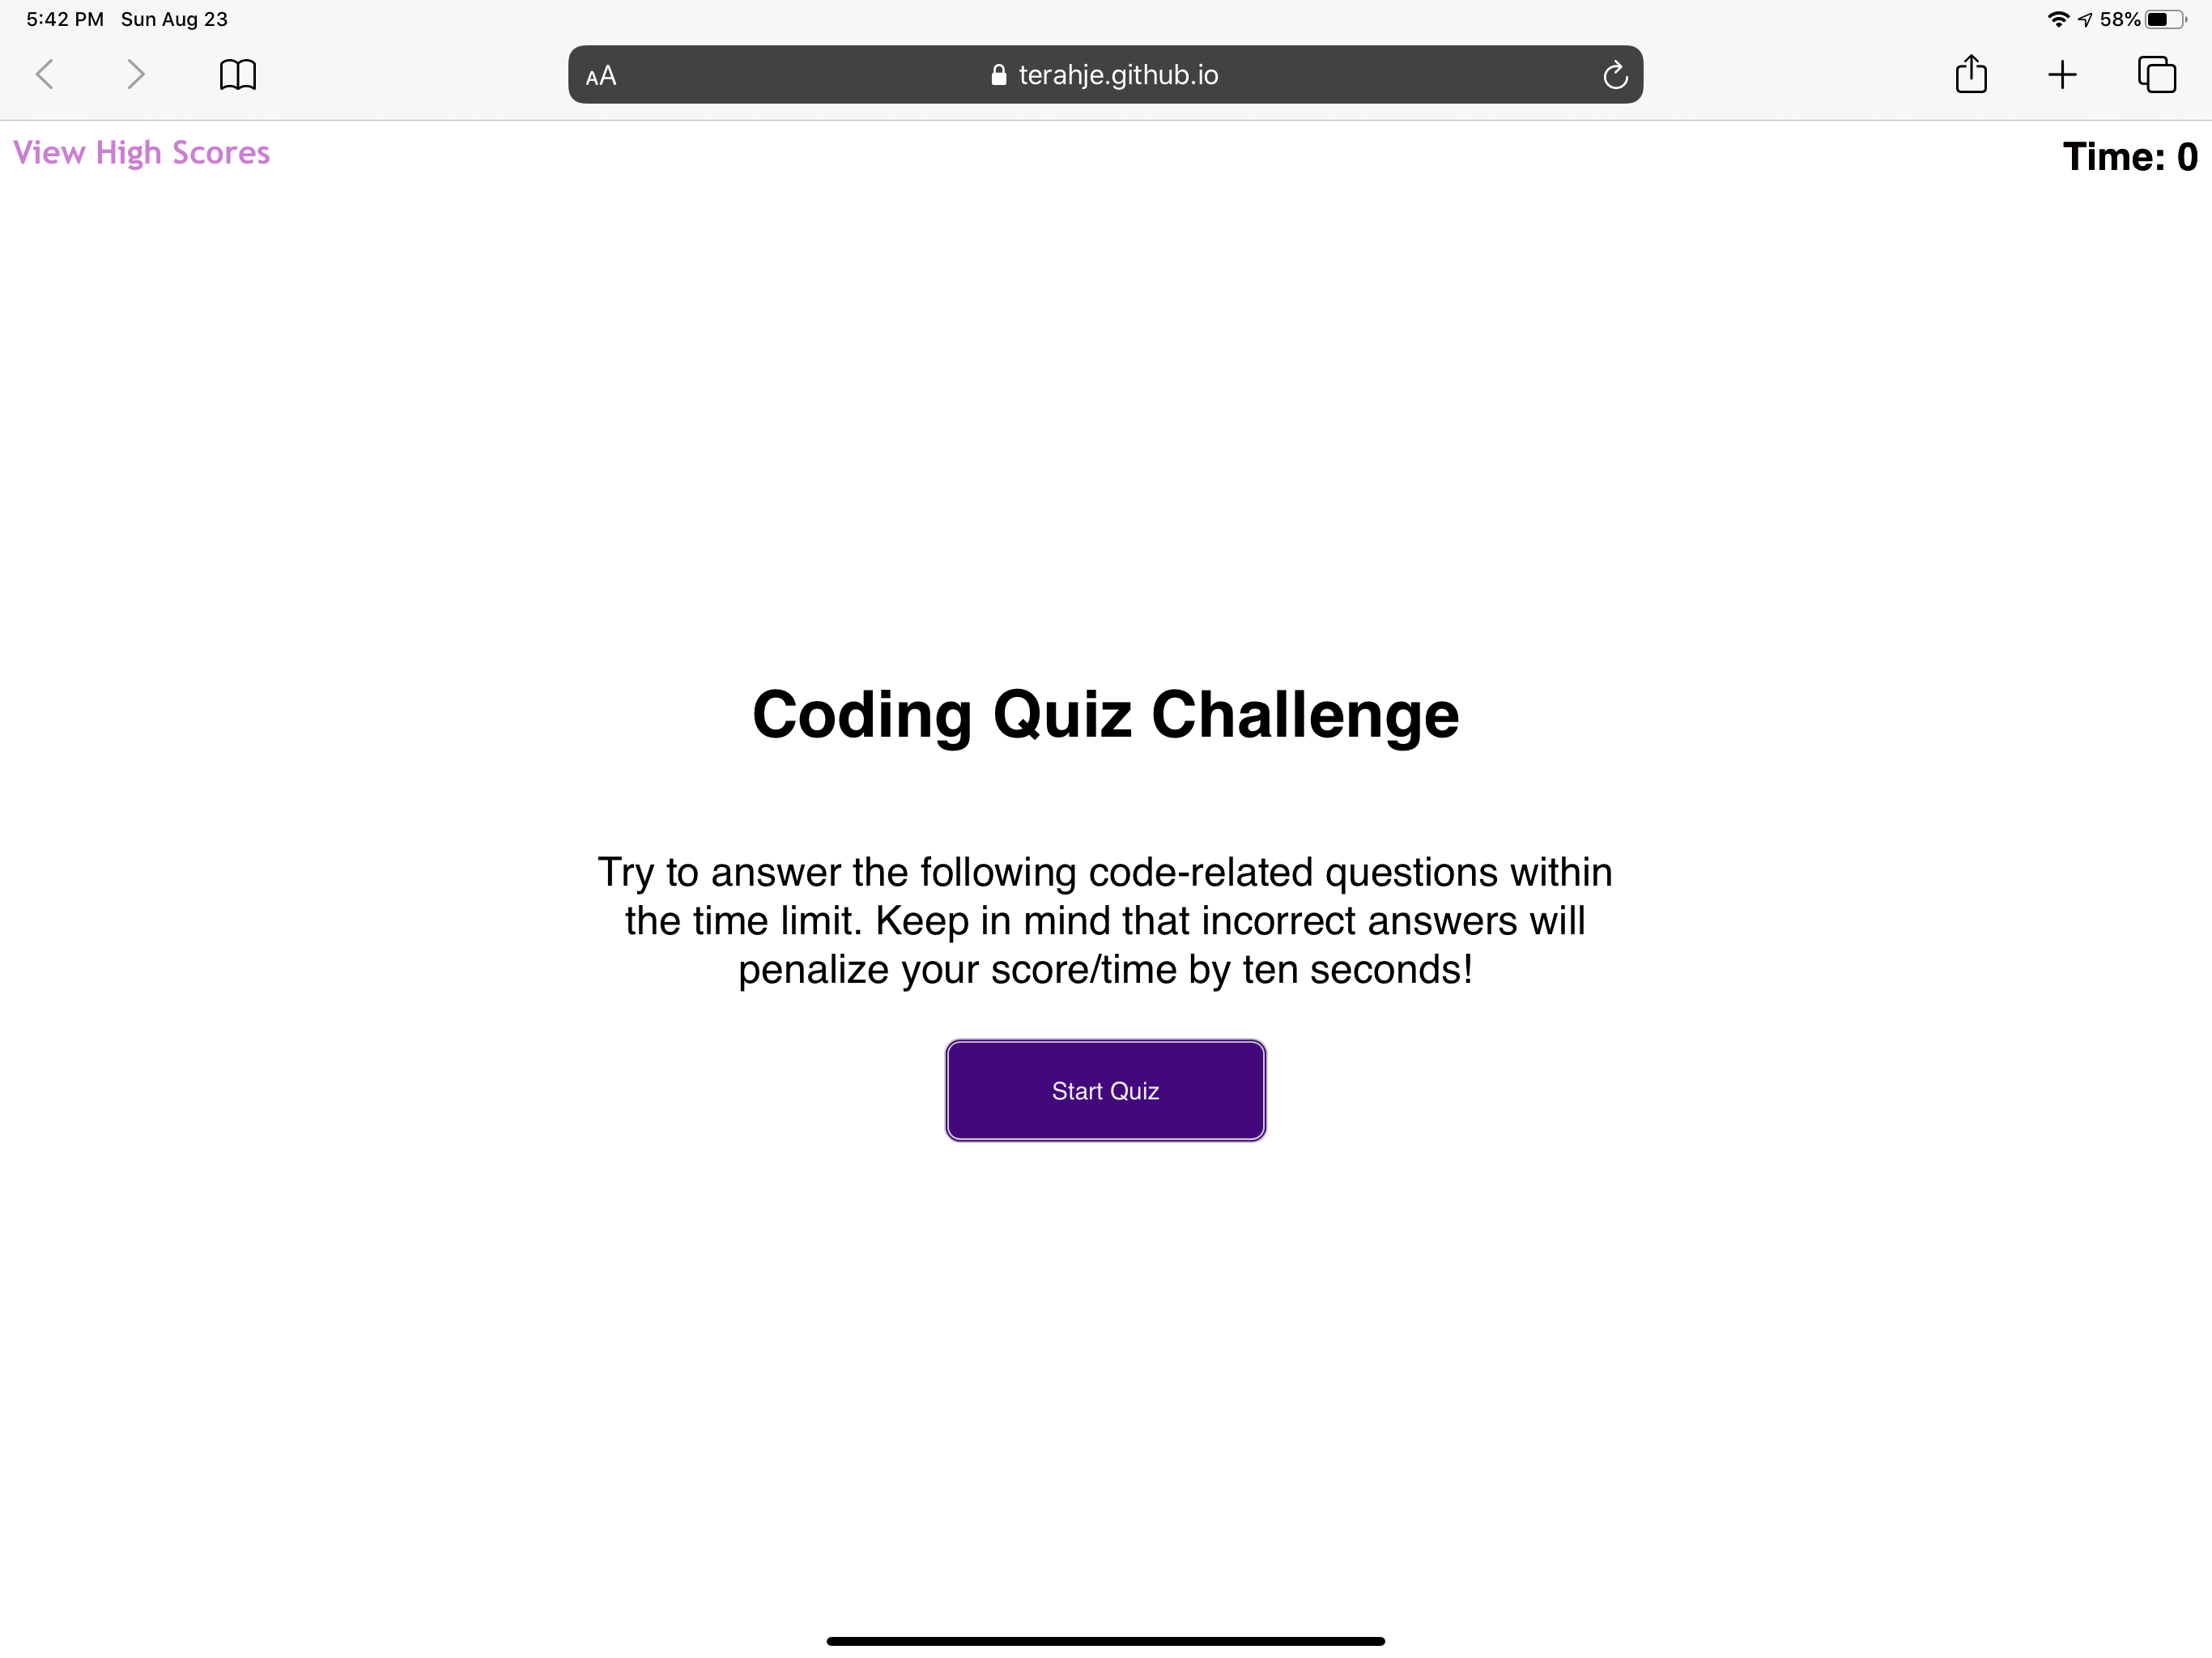 5:42 PM Sun Aug 23
58%
AA
terahje.github.io
View High Scores
Time: 0
Coding Quiz Challenge
Try to answer the following code-related questions within
the time limit. Keep in mind that incorrect answers will
penalize your score/time by ten seconds!
Start Quiz